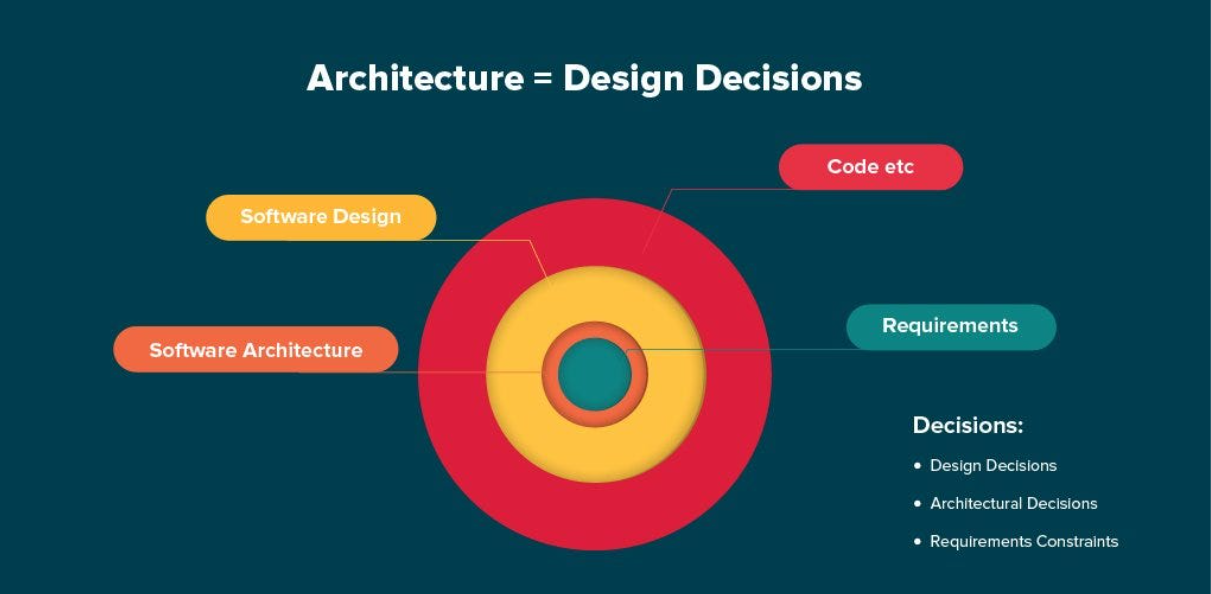 Architecture = Design Decisions
Code etc
Software Design
Requirements
Software Architecture
Decisions:
• Design Decisions
• Architectural Decisions
• Requirements Constraints